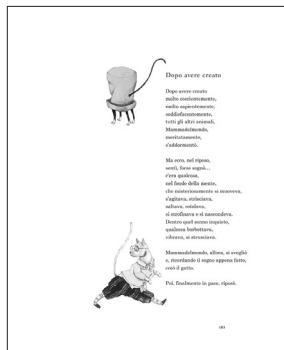 Dopo avere creato
Dopo avere creato
molto coscientemente,
molto sapientemente,
soddisfacentemente,
tutti gli altri animali,
Mammadelmondo,
meritatamente,
s'addormentò.
Ma ecco, nel riposo,
sentì, forse sognò…
c'era qualcosa,
nel fondo della mente,
che misteriosamente si muoveva,
s'agitava, strisciava,
saltava, rotolava,
si strofinava e si nascondeva.
Dentro quel sonno inquieto,
qualcosa borbottava,
vibrava, si strusciava.
Mammadelmondo, allora, si svegliò
e, ricordando il sogno appena fatto,
creò il gatto.
Poi, finalmente in pace, riposò.